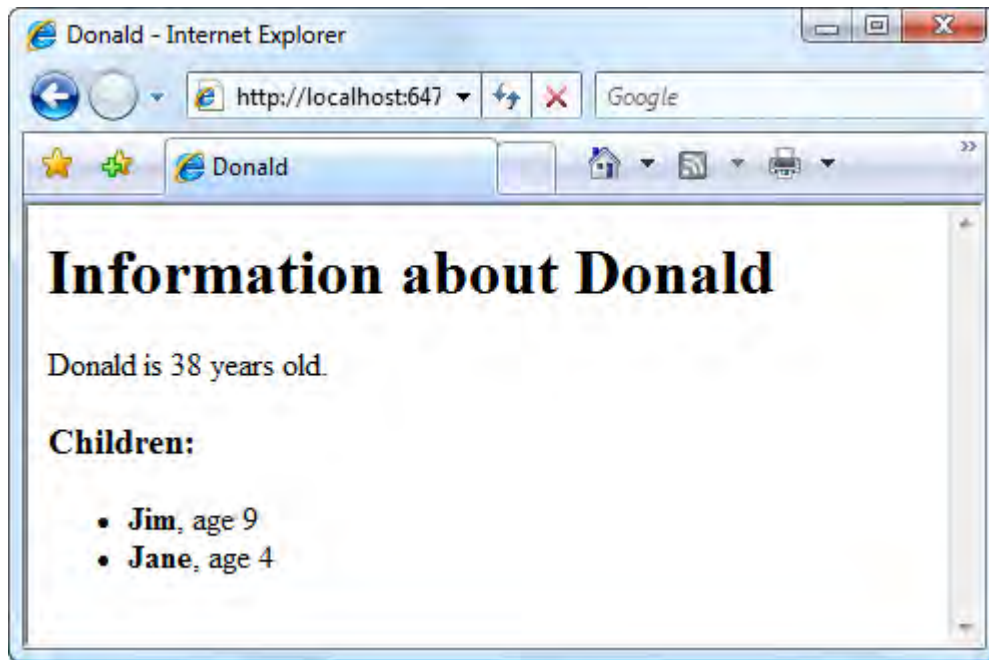 Donald - Internet Explorer
http://localhost:647
Google
Donald
Information about Donald
Donald is 38 years old.
Children:
• Jim, age 9
• Jane, age 4